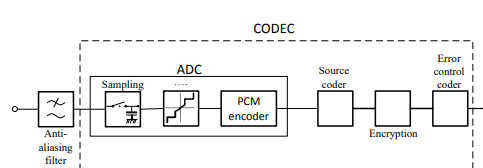 CODEC
ADC
Sampling
....
PCM
encoder
Source
coder
Error
control
coder
Anti-
aliasing
filter
Encryption